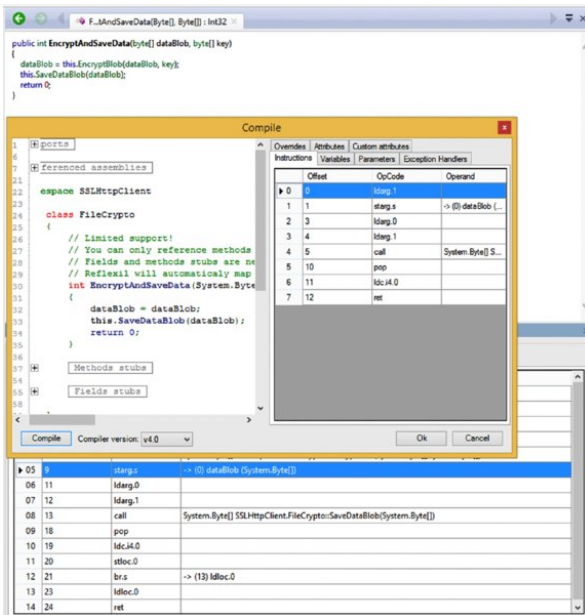 F...tAndSaveData(Byte[], Byte[]) : Int32
public int EncryptAndSaveData(byte[] dataBlob, byte[] key)
{
dataBlob = this.EncryptBlob(dataBlob, key);
this.SaveDataBlob(dataBlob);
return 0;
}
Compile
1 ports
6
7 ferenced assemblies
21
22 espace SSLHttpClient
23
24 class FileCrypto
25 {
26 // Limited support!
27 // You can only reference methods
28 // Fields and methods stubs are ne
29 // Reflexil will automaticaly map
30 int EncryptAndSaveData(System.Byte
31 {
32 dataBlob = dataBlob;
33 this.SaveDataBlob(dataBlob);
34 return 0;
35 }
36
37 Methods stubs
54
55 Fields stubs
58
Compile Compiler version: v4.0
Overrides Attributes Custom attributes
Instructions Variables Parameters Exception Handlers
Offset OpCode Operand
0 0 ldarg.1
1 1 starg.s -> (0) dataBlob (...
2 3 ldarg.0
3 4 ldarg.1
4 5 call System.Byte[] S...
5 10 pop
6 11 ldc.i4.0
7 12 ret
Ok Cancel
05 9 starg.s -> (0) dataBlob (System.Byte[])
06 11 ldarg.0
07 12 ldarg.1
08 13 call System.Byte[] SSLHttpClient.FileCrypto::SaveDataBlob(System.Byte[])
09 18 pop
10 19 ldc.i4.0
11 20 stloc.0
12 21 br.s -> (13) ldloc.0
13 23 ldloc.0
14 24 ret